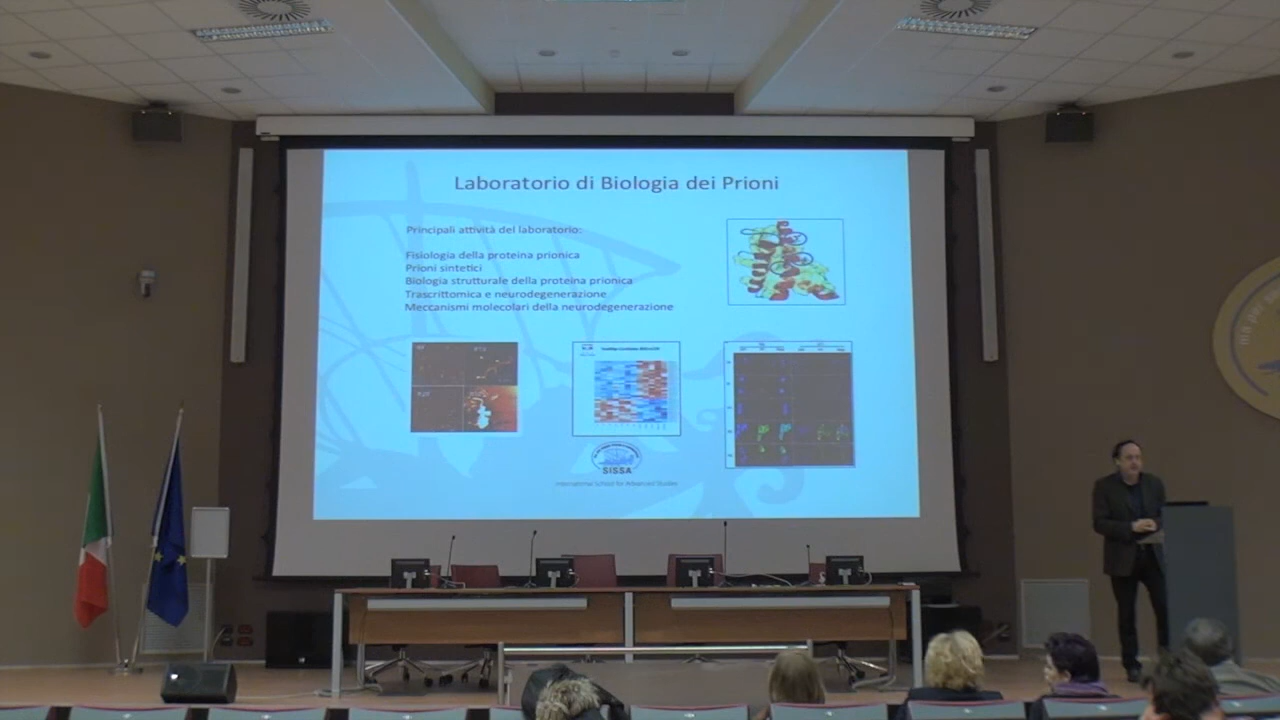 Laboratorio di Biologia dei Prioni
Principali attività del laboratorio:
Fisiologia della proteina prionica
Prioni sintetici
Biologia strutturale della proteina prionica
Trascrittomica e neurodegenerazione
Meccanismi molecolari della neurodegenerazione
SISSA
International School for Advanced Studies